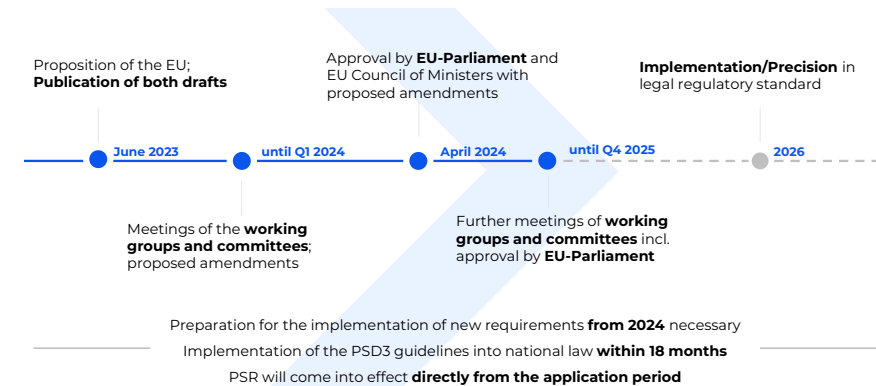 Proposition of the EU;
Publication of both drafts
Approval by EU-Parliament and
EU Council of Ministers with
proposed amendments
Implementation/Precision in
legal regulatory standard
June 2023
until Q1 2024
April 2024
until Q4 2025
2026
Meetings of the working
groups and committees;
proposed amendments
Further meetings of working
groups and committees incl.
approval by EU-Parliament
Preparation for the implementation of new requirements from 2024 necessary
Implementation of the PSD3 guidelines into national law within 18 months
PSR will come into effect directly from the application period